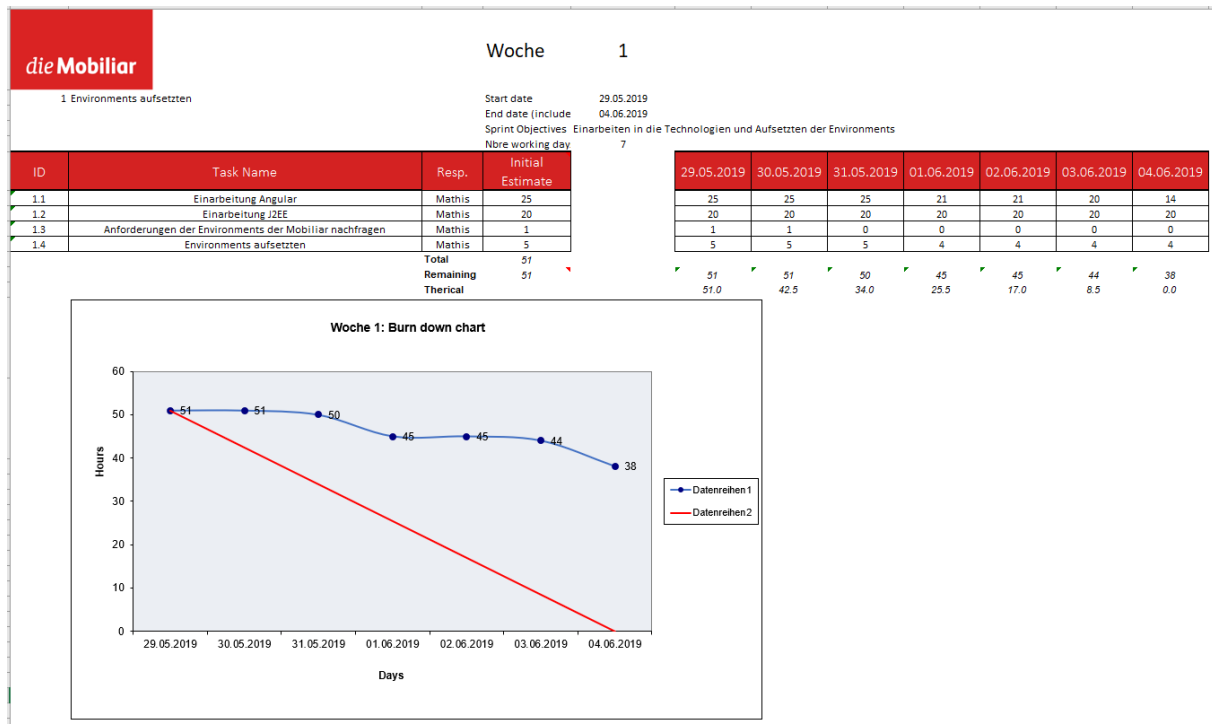 die Mobiliar
Woche 1
1 Environments aufsetzten
Start date 29.05.2019
End date (include 04.06.2019
Sprint Objectives Einarbeiten in die Technologien und Aufsetzten der Environments
Nbre working day 7
ID Task Name Resp. Initial Estimate 29.05.2019 30.05.2019 31.05.2019 01.06.2019 02.06.2019 03.06.2019 04.06.2019
1.1 Einarbeitung Angular Mathis 25 25 25 25 21 21 20 14
1.2 Einarbeitung J2EE Mathis 20 20 20 20 20 20 20 20
1.3 Anforderungen der Environments der Mobiliar nachfragen Mathis 1 1 1 0 0 0 0 0
1.4 Environments aufsetzten Mathis 5 5 5 5 4 4 4 4
Total 51
Remaining 51 51 51 50 45 45 44 38
Therical 51.0 42.5 34.0 25.5 17.0 8.5 0.0
Woche 1: Burn down chart
60
50
40
30
20
10
0
Hours
51 51 50 45 45 44 38
29.05.2019 30.05.2019 31.05.2019 01.06.2019 02.06.2019 03.06.2019 04.06.2019
Days
Datenreihen1
Datenreihen2